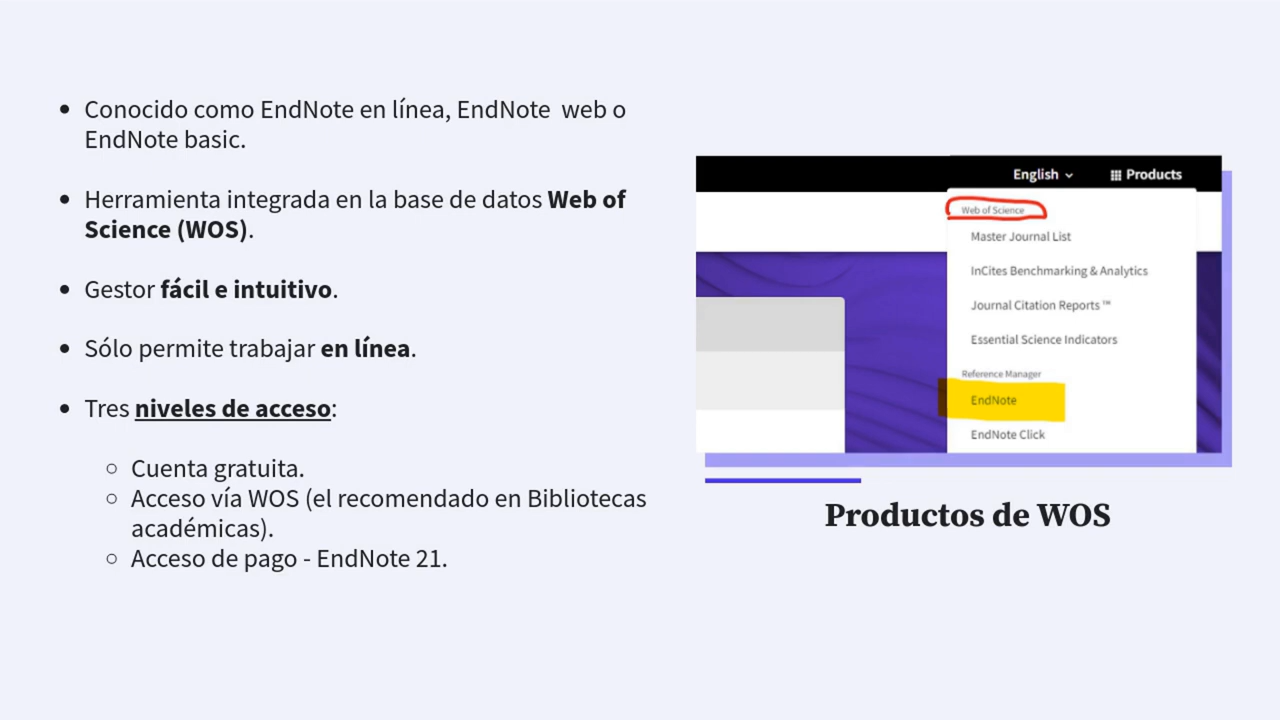 Conocido como EndNote en línea, EndNote  web o
EndNote basic.
Herramienta integrada en la base de datos Web of
Science (WOS).
Gestor fácil e intuitivo.
Sólo permite trabajar en línea.
Tres niveles de acceso:
Cuenta gratuita.
Acceso vía WOS (el recomendado en Bibliotecas
académicas).
Acceso de pago - EndNote 21.
English
Products
Web of Science
Master Journal List
InCites Benchmarking & Analytics
Journal Citation Reports ™
Essential Science Indicators
Reference Manager
EndNote
EndNote Click
Productos de WOS